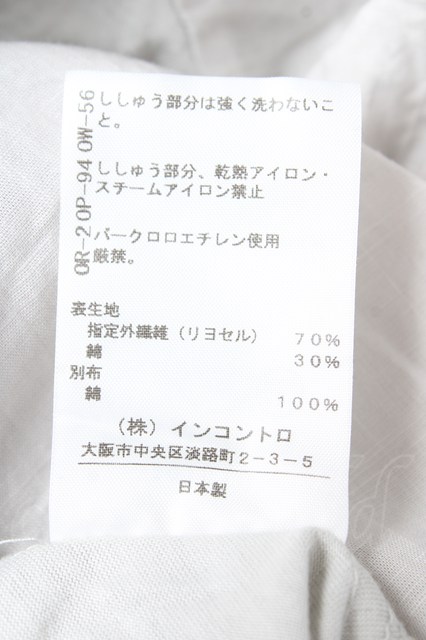 ししゅう部分は強く洗わないこ
と。
ししゅう部分、乾熱アイロン・
スチームアイロン禁止
パークロロエチレン使用
厳禁。
0R-20P-940W-56
表生地
指定外繊維（リヨセル） 70%
綿 30%
別布
綿 100%
（株）インコントロ
大阪市中央区淡路町2-3-5
日本製